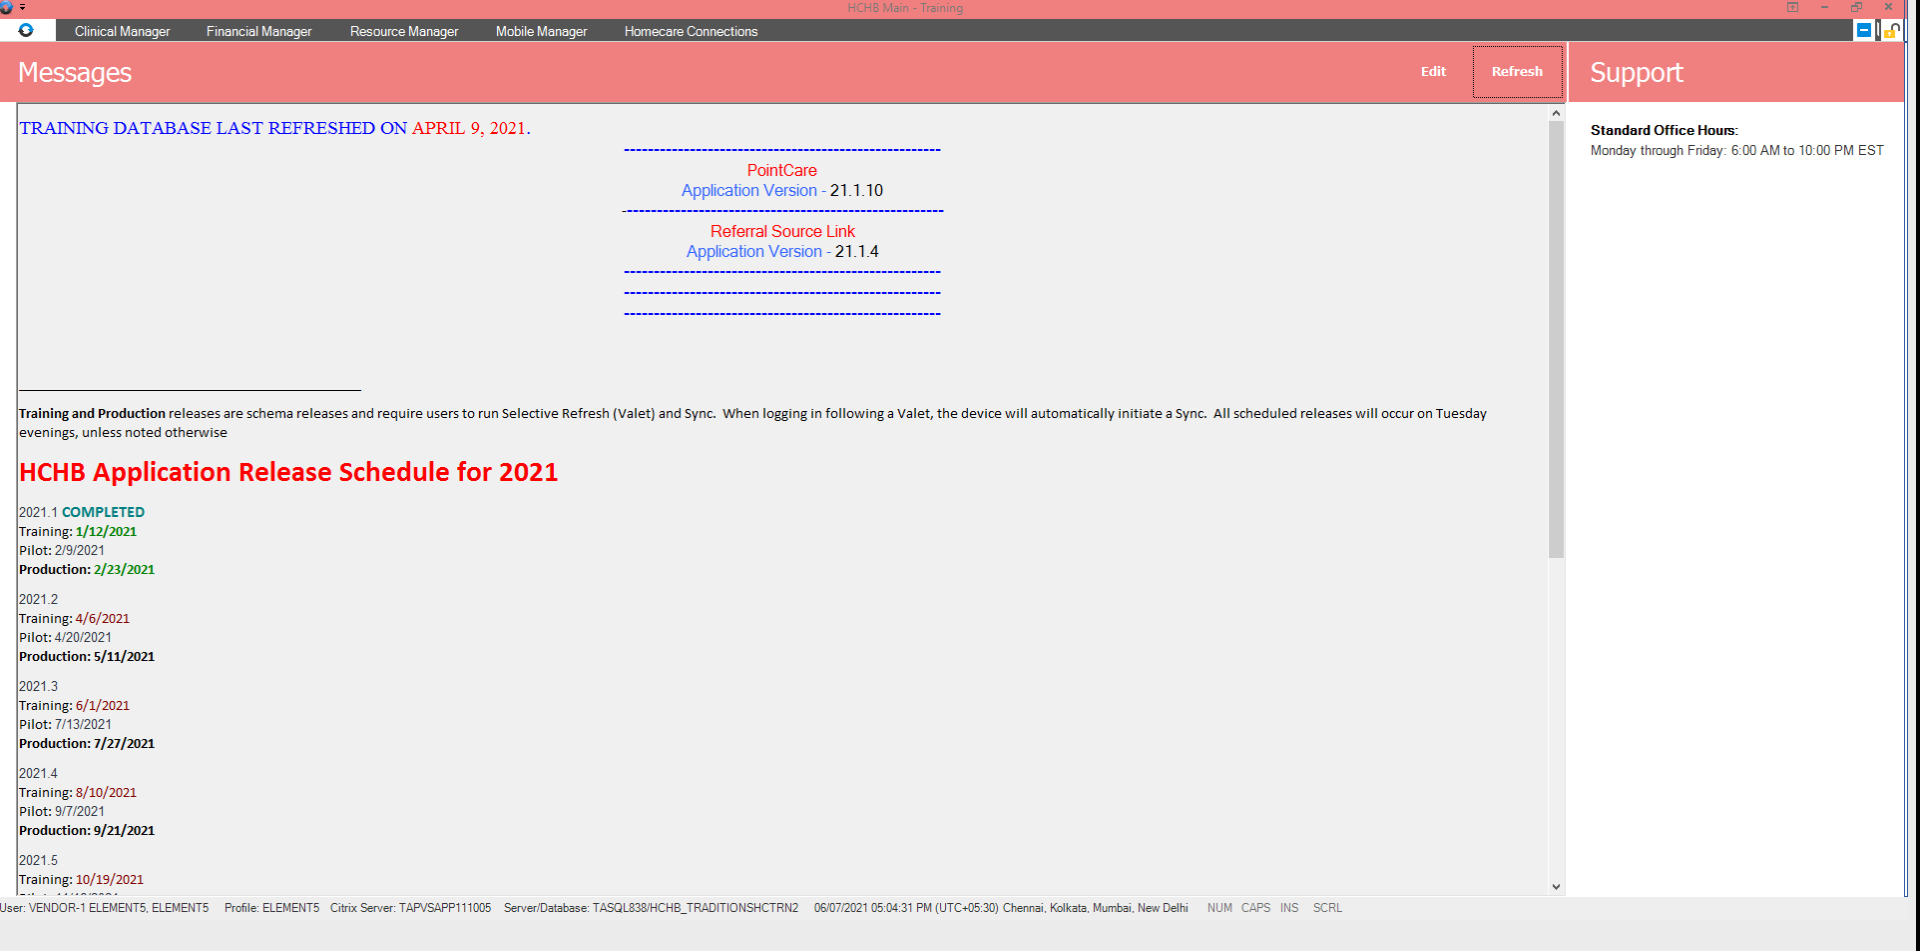 HCHB Main - Training
Clinical Manager Financial Manager Resource Manager Mobile Manager Homecare Connections
Messages Edit Refresh Support
TRAINING DATABASE LAST REFRESHED ON APRIL 9, 2021.
-----------------------------------------------------
PointCare
Application Version - 21.1.10
------------------------------------------------------
Referral Source Link
Application Version - 21.1.4
-----------------------------------------------------
-----------------------------------------------------
-----------------------------------------------------
Standard Office Hours:
Monday through Friday: 6:00 AM to 10:00 PM EST
Training and Production releases are schema releases and require users to run Selective Refresh (Valet) and Sync.  When logging in following a Valet, the device will automatically initiate a Sync.  All scheduled releases will occur on Tuesday
evenings, unless noted otherwise
HCHB Application Release Schedule for 2021
2021.1 COMPLETED
Training: 1/12/2021
Pilot: 2/9/2021
Production: 2/23/2021
2021.2
Training: 4/6/2021
Pilot: 4/20/2021
Production: 5/11/2021
2021.3
Training: 6/1/2021
Pilot: 7/13/2021
Production: 7/27/2021
2021.4
Training: 8/10/2021
Pilot: 9/7/2021
Production: 9/21/2021
2021.5
Training: 10/19/2021
User: VENDOR-1 ELEMENT5, ELEMENT5 Profile: ELEMENT5 Citrix Server: TAPVSAPP111005 Server/Database: TASQL838/HCHB_TRADITIONSHCTRN2 06/07/2021 05:04:31 PM (UTC+05:30) Chennai, Kolkata, Mumbai, New Delhi NUM CAPS INS SCRL